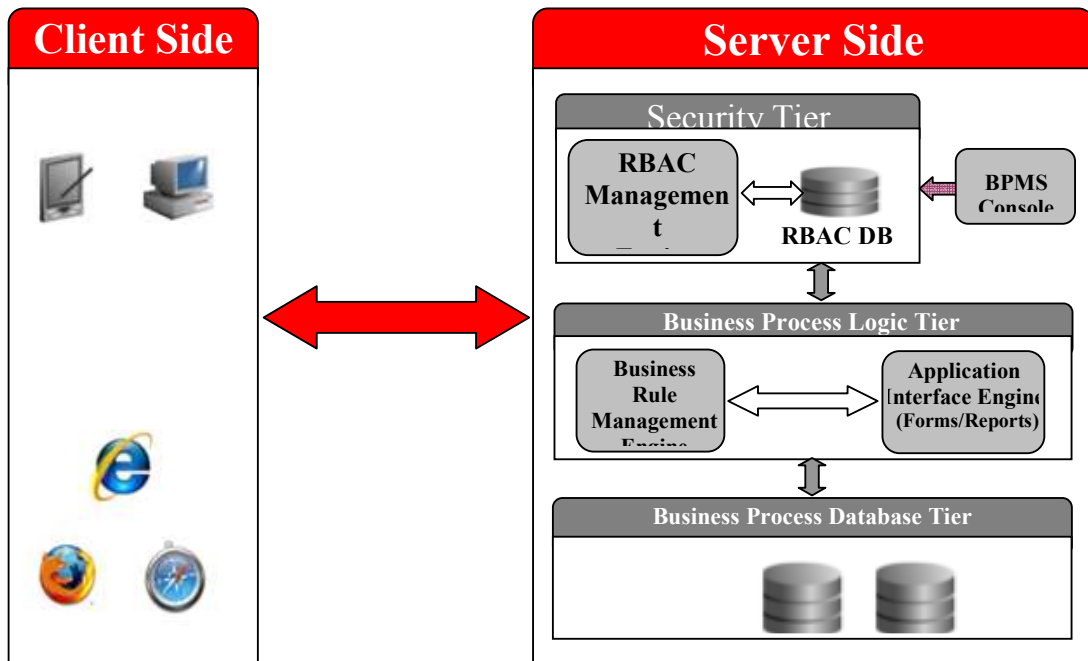 Client Side
Server Side
Security Tier
RBAC
Managemen
t
RBAC DB
BPMS
Console
Business Process Logic Tier
Business
Rule
Management
Engine
Application
Interface Engine
(Forms/Reports)
Business Process Database Tier